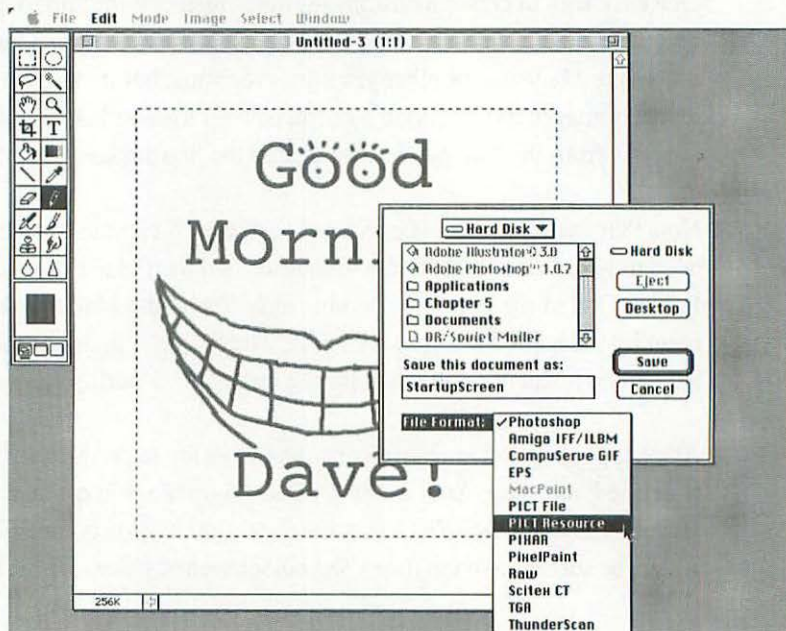 File Edit Mode Image Select Window
Untitled-3 (1:1)
Good
Morni
Dave!
Hard Disk
Adobe Illustrator® 3.0
Adobe Photoshop™ 1.0.7
Applications
Chapter 5
Documents
DR/Soviet Mailer
Hard Disk
Eject
Desktop
Save this document as:
StartupScreen
Save
Cancel
File Format:
✓Photoshop
Amiga IFF/ILBM
CompuServe GIF
EPS
MacPaint
PICT File
PICT Resource
PIXAR
PixelPaint
Raw
Scitex CT
TGA
ThunderScan
256K
T